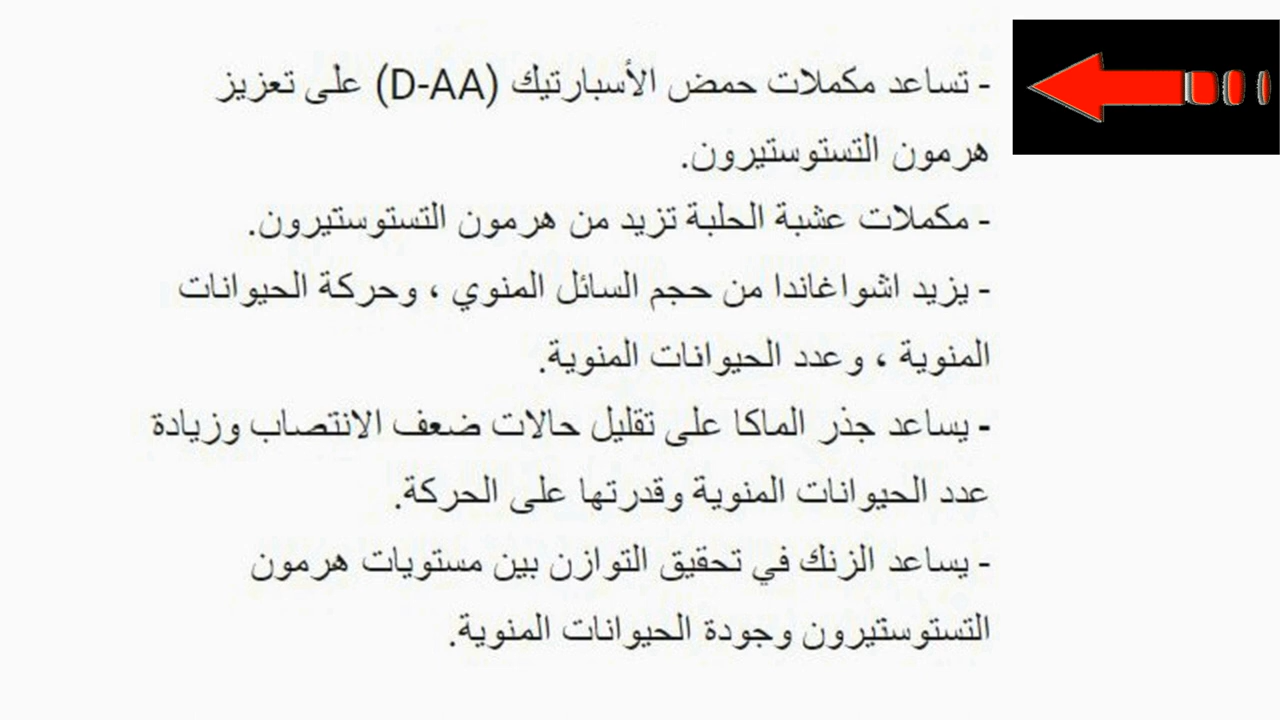 - تساعد مكملات حمض الأسبارتيك (D-AA) على تعزيز
هرمون التستوستيرون.
- مكملات عشبة الحلبة تزيد من هرمون التستوستيرون.
- يزيد اشواغاندا من حجم السائل المنوي ، وحركة الحيوانات
المنوية ، وعدد الحيوانات المنوية.
- يساعد جذر الماكا على تقليل حالات ضعف الانتصاب وزيادة
عدد الحيوانات المنوية وقدرتها على الحركة.
- يساعد الزنك في تحقيق التوازن بين مستويات هرمون
التستوستيرون وجودة الحيوانات المنوية.